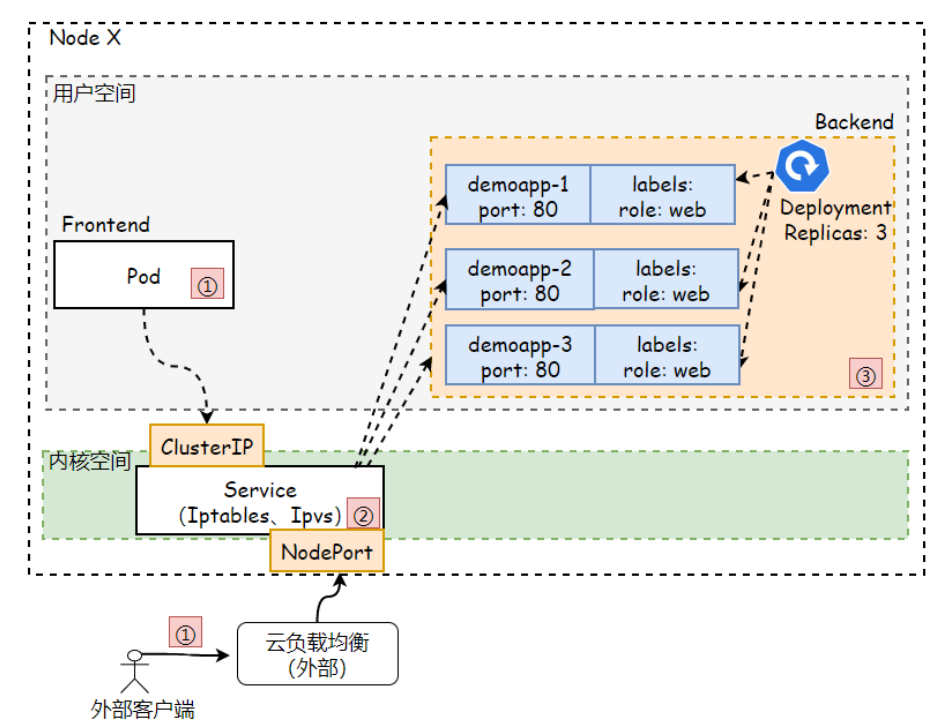 Node X
用户空间
Backend
demoapp-1
port: 80
labels:
role: web
Deployment
Replicas: 3
Frontend
Pod
①
demoapp-2
port: 80
labels:
role: web
demoapp-3
port: 80
labels:
role: web
③
ClusterIP
内核空间
Service
(Iptables、Ipvs)
②
NodePort
①
云负载均衡
（外部）
外部客户端